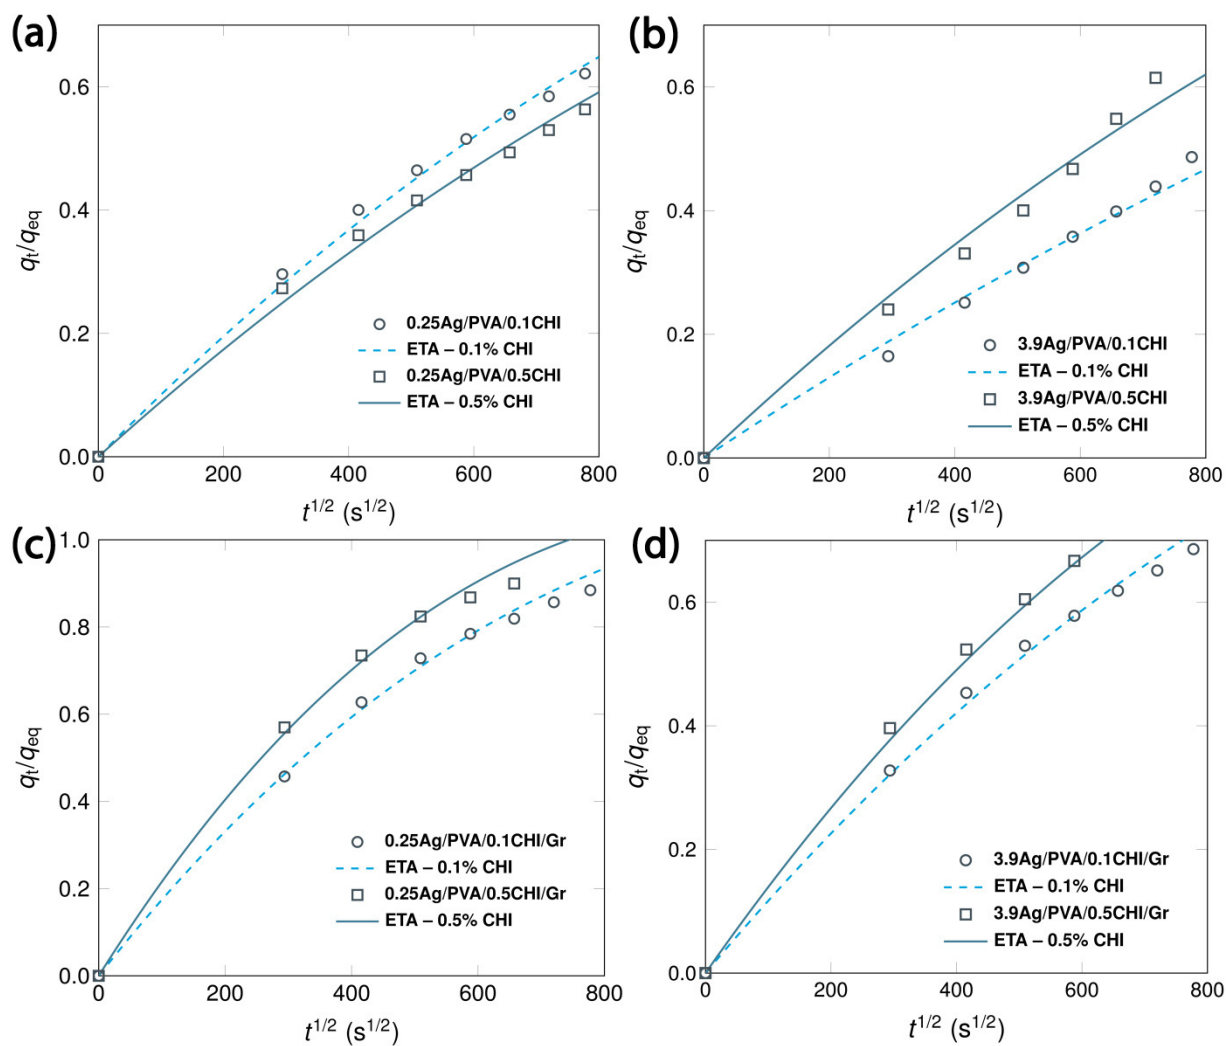 (a)
0.6
0.4
0.2
0.0
0
200
400
600
800
qt/qeq
t1/2 (s1/2)
0.25Ag/PVA/0.1CHI
ETA – 0.1% CHI
0.25Ag/PVA/0.5CHI
ETA – 0.5% CHI
(b)
0.6
0.4
0.2
0.0
0
200
400
600
800
qt/qeq
t1/2 (s1/2)
3.9Ag/PVA/0.1CHI
ETA – 0.1% CHI
3.9Ag/PVA/0.5CHI
ETA – 0.5% CHI
(c)
1.0
0.8
0.6
0.4
0.2
0.0
0
200
400
600
800
qt/qeq
t1/2 (s1/2)
0.25Ag/PVA/0.1CHI/Gr
ETA – 0.1% CHI
0.25Ag/PVA/0.5CHI/Gr
ETA – 0.5% CHI
(d)
0.6
0.4
0.2
0.0
0
200
400
600
800
qt/qeq
t1/2 (s1/2)
3.9Ag/PVA/0.1CHI/Gr
ETA – 0.1% CHI
3.9Ag/PVA/0.5CHI/Gr
ETA – 0.5% CHI